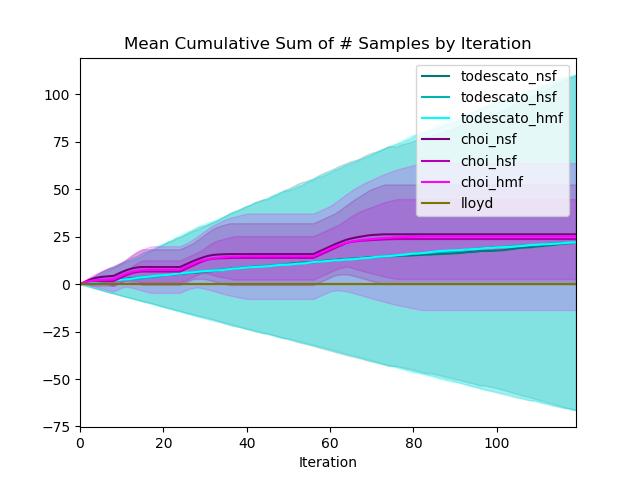 Mean Cumulative Sum of # Samples by Iteration
100
75
50
25
0
−25
−50
−75
todescato_nsf
todescato_hsf
todescato_hmf
choi_nsf
choi_hsf
choi_hmf
lloyd
0 20 40 60 80 100
Iteration